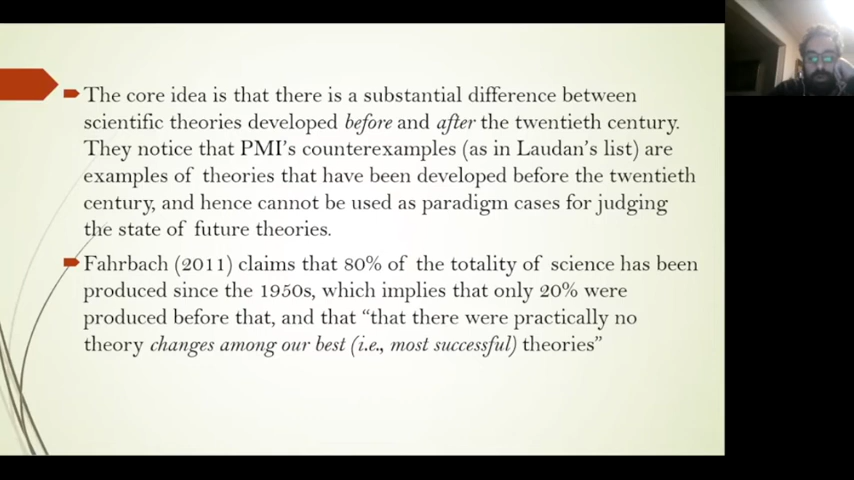 The core idea is that there is a substantial difference between
scientific theories developed before and after the twentieth century.
They notice that PMI's counterexamples (as in Laudan's list) are
examples of theories that have been developed before the twentieth
century, and hence cannot be used as paradigm cases for judging
the state of future theories.
Fahrbach (2011) claims that 80% of the totality of science has been
produced since the 1950s, which implies that only 20% were
produced before that, and that “that there were practically no
theory changes among our best (i.e., most successful) theories”